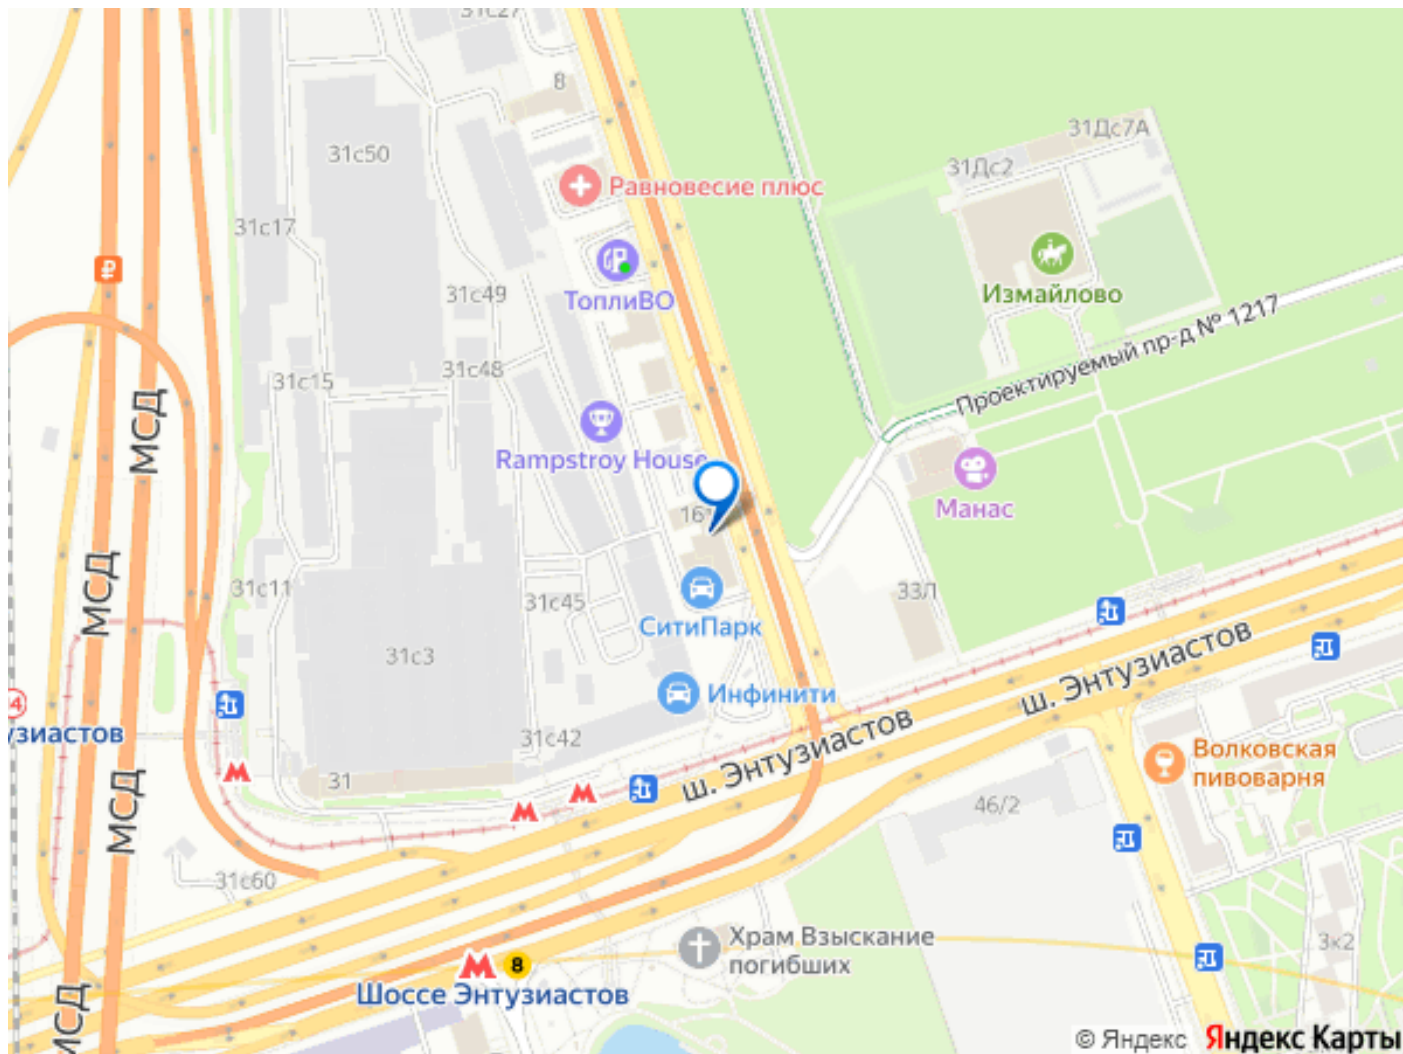 31с27
8
31с50
31Дс7А
31Дс2
Равновесие плюс
31с17
₽
Измайлово
31с49
ТоплиВО
Проектируемый пр-д № 1217
31с15
31с48
МСД
Rampstroy House
Манас
МСД
31с11
31с45
33Л
СитиПарк
ш. Энтузиастов
31с3
Инфинити
4
узиастов
31с42
ш. Энтузиастов
Волковская
пивоварня
31
МСД
46/2
31с60
Храм Взыскание
погибших
3к2
8
Шоссе Энтузиастов
МСД
© Яндекс Яндекс Карты